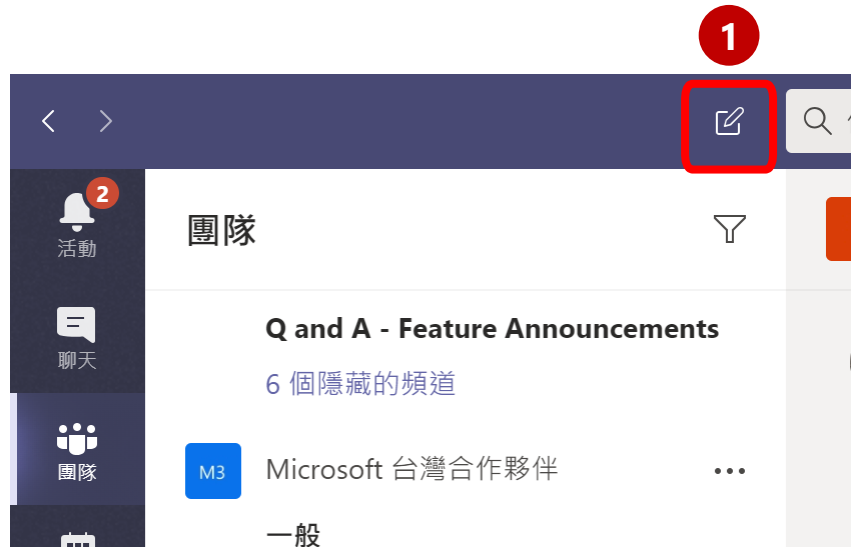 1
2
活動
團隊
聊天
Q and A - Feature Announcements
6 個隱藏的頻道
團隊
M3
Microsoft 台灣合作夥伴
一般